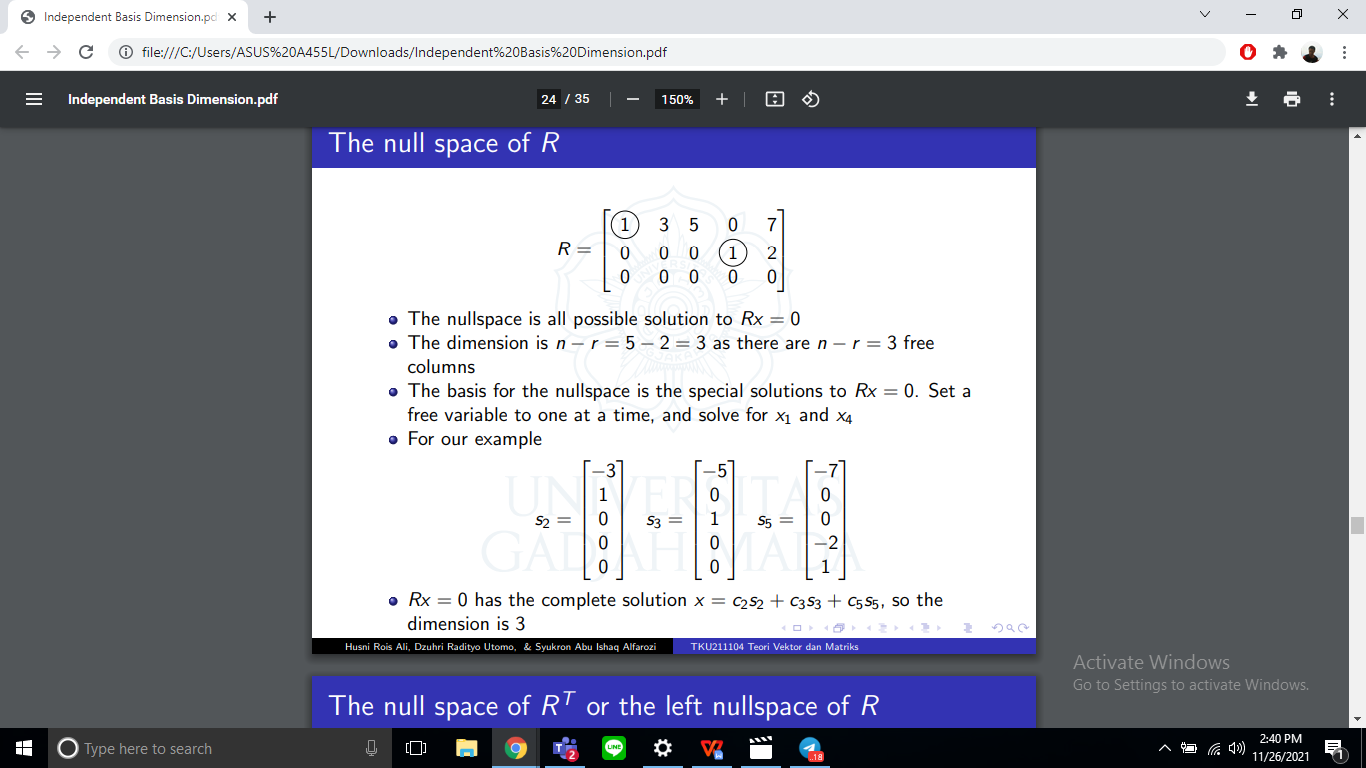 Independent Basis Dimension.pd
file:///C:/Users/ASUS%20A455L/Downloads/Independent%20Basis%20Dimension.pdf
Independent Basis Dimension.pdf
24 / 35
150%
The null space of R
R =
1 3 5 0 7
0 0 0 1 2
0 0 0 0 0
The nullspace is all possible solution to Rx = 0
The dimension is n − r = 5 − 2 = 3 as there are n − r = 3 free
columns
The basis for the nullspace is the special solutions to Rx = 0. Set a
free variable to one at a time, and solve for x₁ and x₄
For our example
−3 −5 −7
1 0 0
s₂ = 0 s₃ = 1 s₅ = 0
0 0 −2
0 0 1
UNIVERSITAS
GADJAH MADA
Rx = 0 has the complete solution x = c₂s₂ + c₃s₃ + c₅s₅, so the
dimension is 3
Husni Rois Ali, Dzuhri Radityo Utomo, & Syukron Abu Ishaq Alfarozi
TKU211104 Teori Vektor dan Matriks
The null space of Rᵀ or the left nullspace of R
Activate Windows
Go to Settings to activate Windows.
Type here to search
2
W
.18
2:40 PM
11/26/2021
1